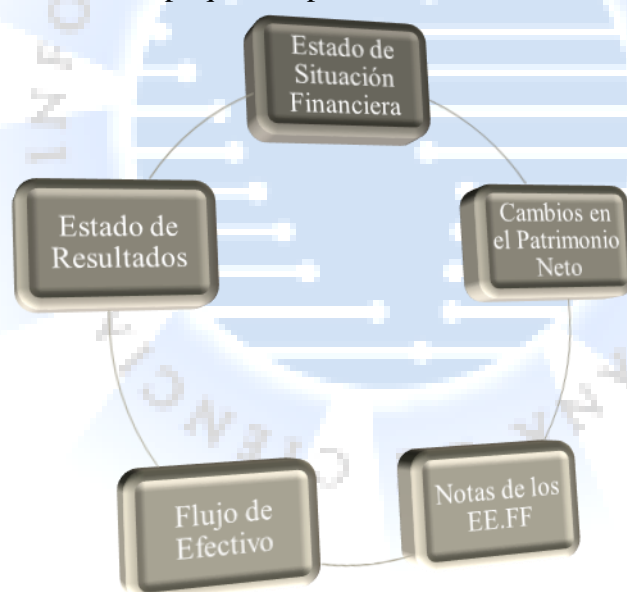 Estado de
Situación
Financiera
Cambios en
el Patrimonio
Neto
Notas de los
EE.FF
Flujo de
Efectivo
Estado de
Resultados